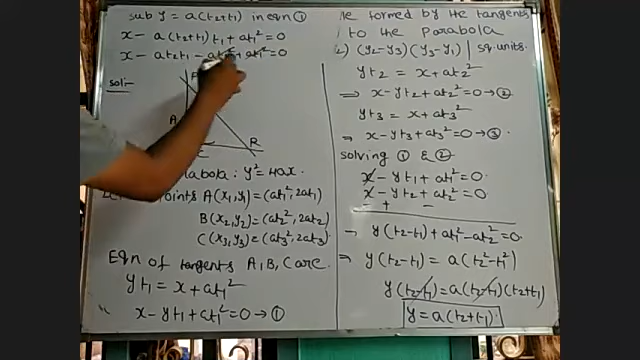 sub y = a(t₂+t₁) in eqn ①
x - a(t₂+t₁)t₁ + at₁² = 0
x - at₂t₁ - at₁² + at₁² = 0
sol:-
A
R
: y² = 4ax.
points A(x₁,y₁) = (at₁², 2at₁)
B(x₂,y₂) = (at₂², 2at₂)
C(x₃,y₃) = (at₃², 2at₃)
Eqn of tangents A, B, C are.
yt₁ = x + at₁²
x - yt₁ + at₁² = 0 → ①
le formed by the tangents
to the parabola
(y₂-y₃)(y₃-y₁)| sq.units
yt₂ = x + at₂²
⇒ x - yt₂ + at₂² = 0 → ②
yt₃ = x + at₃²
⇒ x - yt₃ + at₃² = 0 → ③
solving ① & ②
x - yt₁ + at₁² = 0
x - yt₂ + at₂² = 0
- + -
→ y(t₂-t₁) + at₁² - at₂² = 0
⇒ y(t₂-t₁) = a(t₂²-t₁²)
y(t₂-t₁) = a(t₂-t₁)(t₂+t₁)
y = a(t₂+t₁)